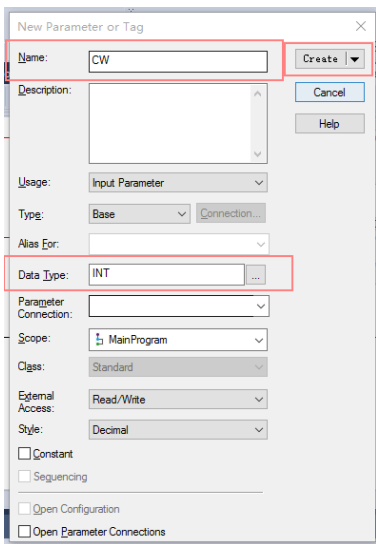 New Parameter or Tag
Name: CW Create
Description: Cancel
Help
Usage: Input Parameter
Type: Base Connection...
Alias For:
Data Type: INT ...
Parameter
Connection:
Scope: MainProgram
Class: Standard
External
Access: Read/Write
Style: Decimal
Constant
Sequencing
Open Configuration
Open Parameter Connections